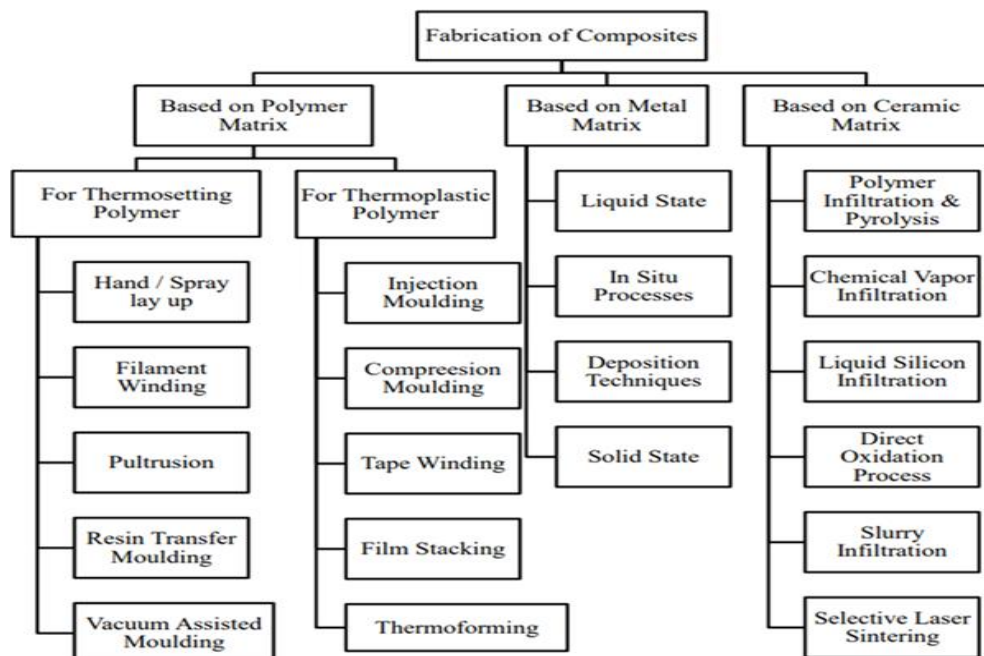 Fabrication of Composites
Based on Polymer
Matrix
Based on Metal
Matrix
Based on Ceramic
Matrix
For Thermosetting
Polymer
Hand / Spray
lay up
Filament
Winding
Pultrusion
Resin Transfer
Moulding
Vacuum Assisted
Moulding
For Thermoplastic
Polymer
Injection
Moulding
Compreesion
Moulding
Tape Winding
Film Stacking
Thermoforming
Liquid State
In Situ
Processes
Deposition
Techniques
Solid State
Polymer
Infiltration &
Pyrolysis
Chemical Vapor
Infiltration
Liquid Silicon
Infiltration
Direct
Oxidation
Process
Slurry
Infiltration
Selective Laser
Sintering